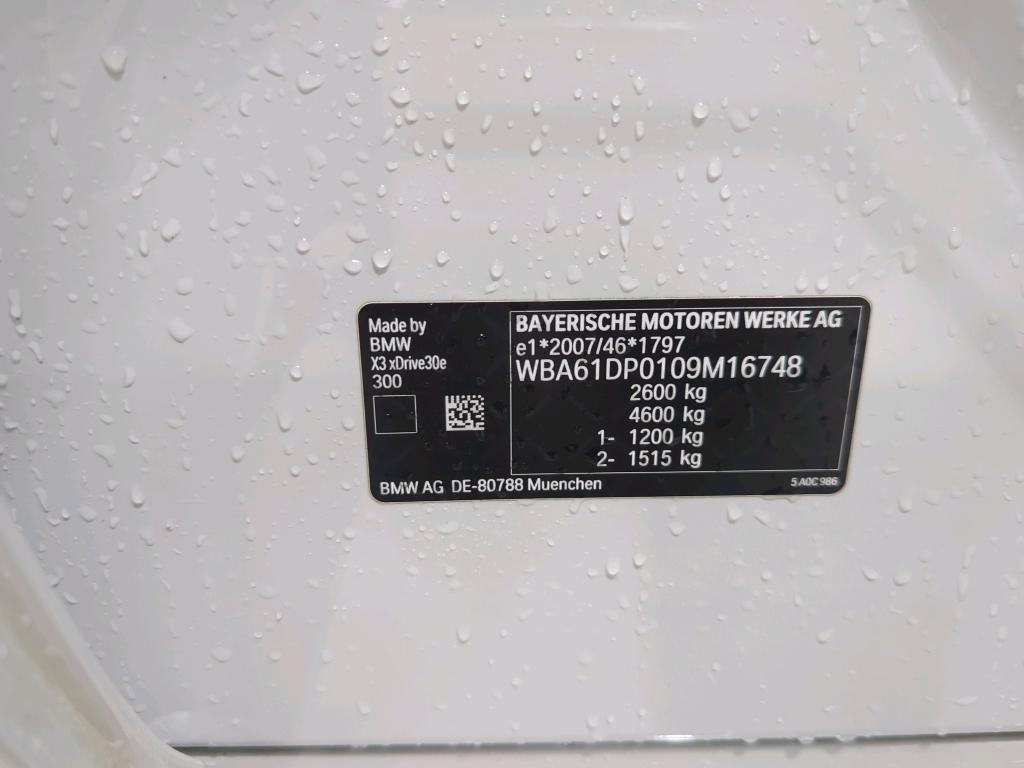 Made by
BMW
X3 xDrive30e
300
BAYERISCHE MOTOREN WERKE AG
e1*2007/46*1797
WBA61DP0109M16748
2600 kg
4600 kg
1- 1200 kg
2- 1515 kg
BMW AG DE-80788 Muenchen
5 A0C 986